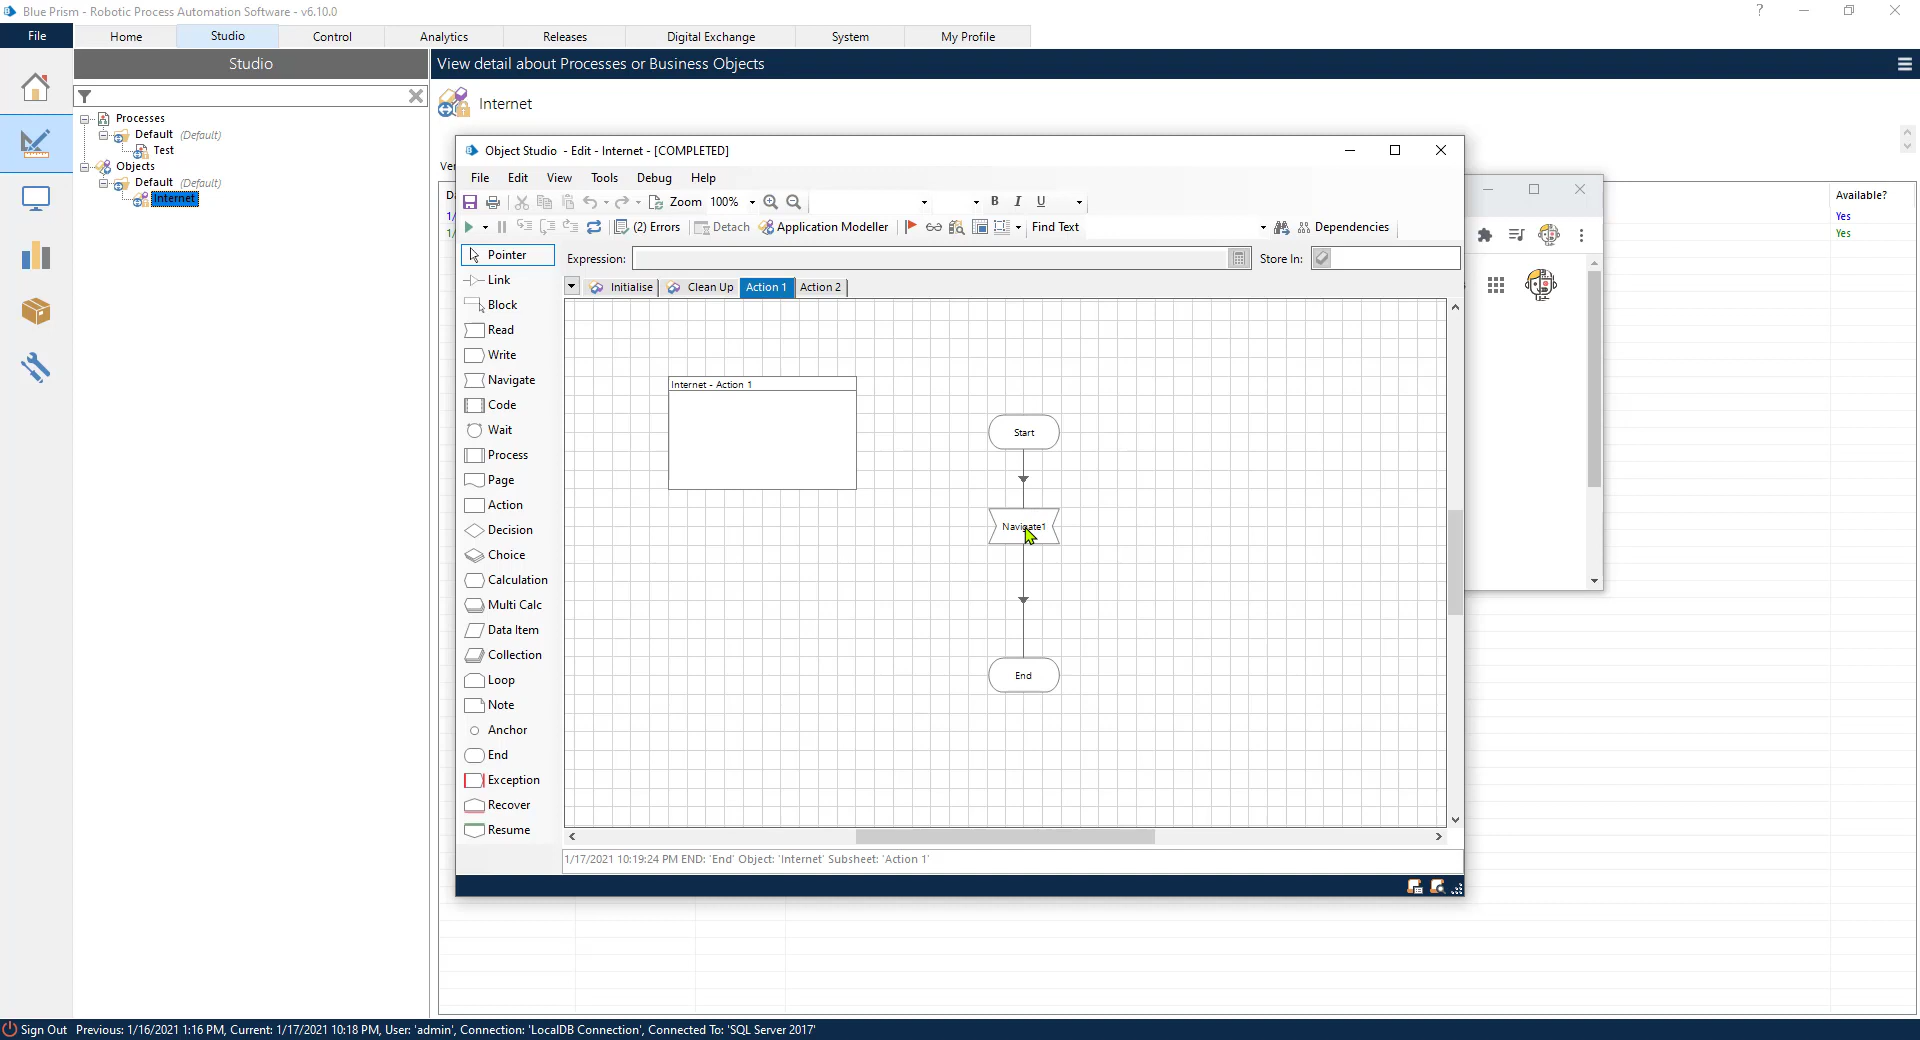 Blue Prism - Robotic Process Automation Software - v6.10.0
?
File Home Studio Control Analytics Releases Digital Exchange System My Profile
Studio
View detail about Processes or Business Objects
Internet
Processes
Default (Default)
Test
Objects
Default (Default)
Internet
Available?
Yes
Yes
Object Studio - Edit - Internet - [COMPLETED]
File Edit View Tools Debug Help
Zoom 100% B I U
(2) Errors Detach Application Modeller Find Text Dependencies
Expression: Store In:
Initialise Clean Up Action 1 Action 2
Pointer
Link
Block
Read
Write
Navigate
Code
Wait
Process
Page
Action
Decision
Choice
Calculation
Multi Calc
Data Item
Collection
Loop
Note
Anchor
End
Exception
Recover
Resume
Internet - Action 1
Start
Navigate1
End
1/17/2021 10:19:24 PM END: 'End' Object: 'Internet' Subsheet: 'Action 1'
Sign Out Previous: 1/16/2021 1:16 PM, Current: 1/17/2021 10:18 PM, User: 'admin', Connection: 'LocalDB Connection', Connected To: 'SQL Server 2017'